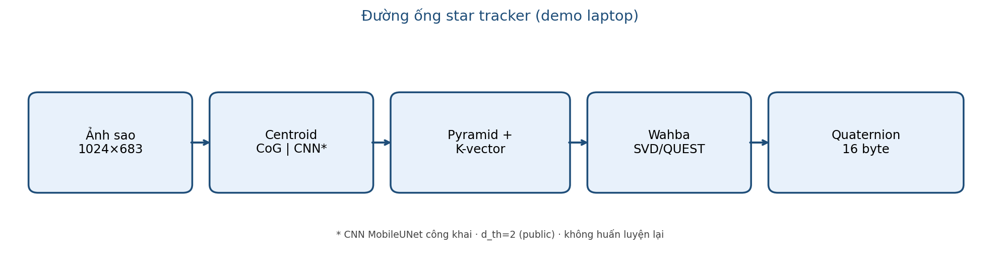 Đường ống star tracker (demo laptop)
Ảnh sao
1024×683
Centroid
CoG | CNN*
Pyramid +
K-vector
Wahba
SVD/QUEST
Quaternion
16 byte
* CNN MobileUNet công khai · d_th=2 (public) · không huấn luyện lại